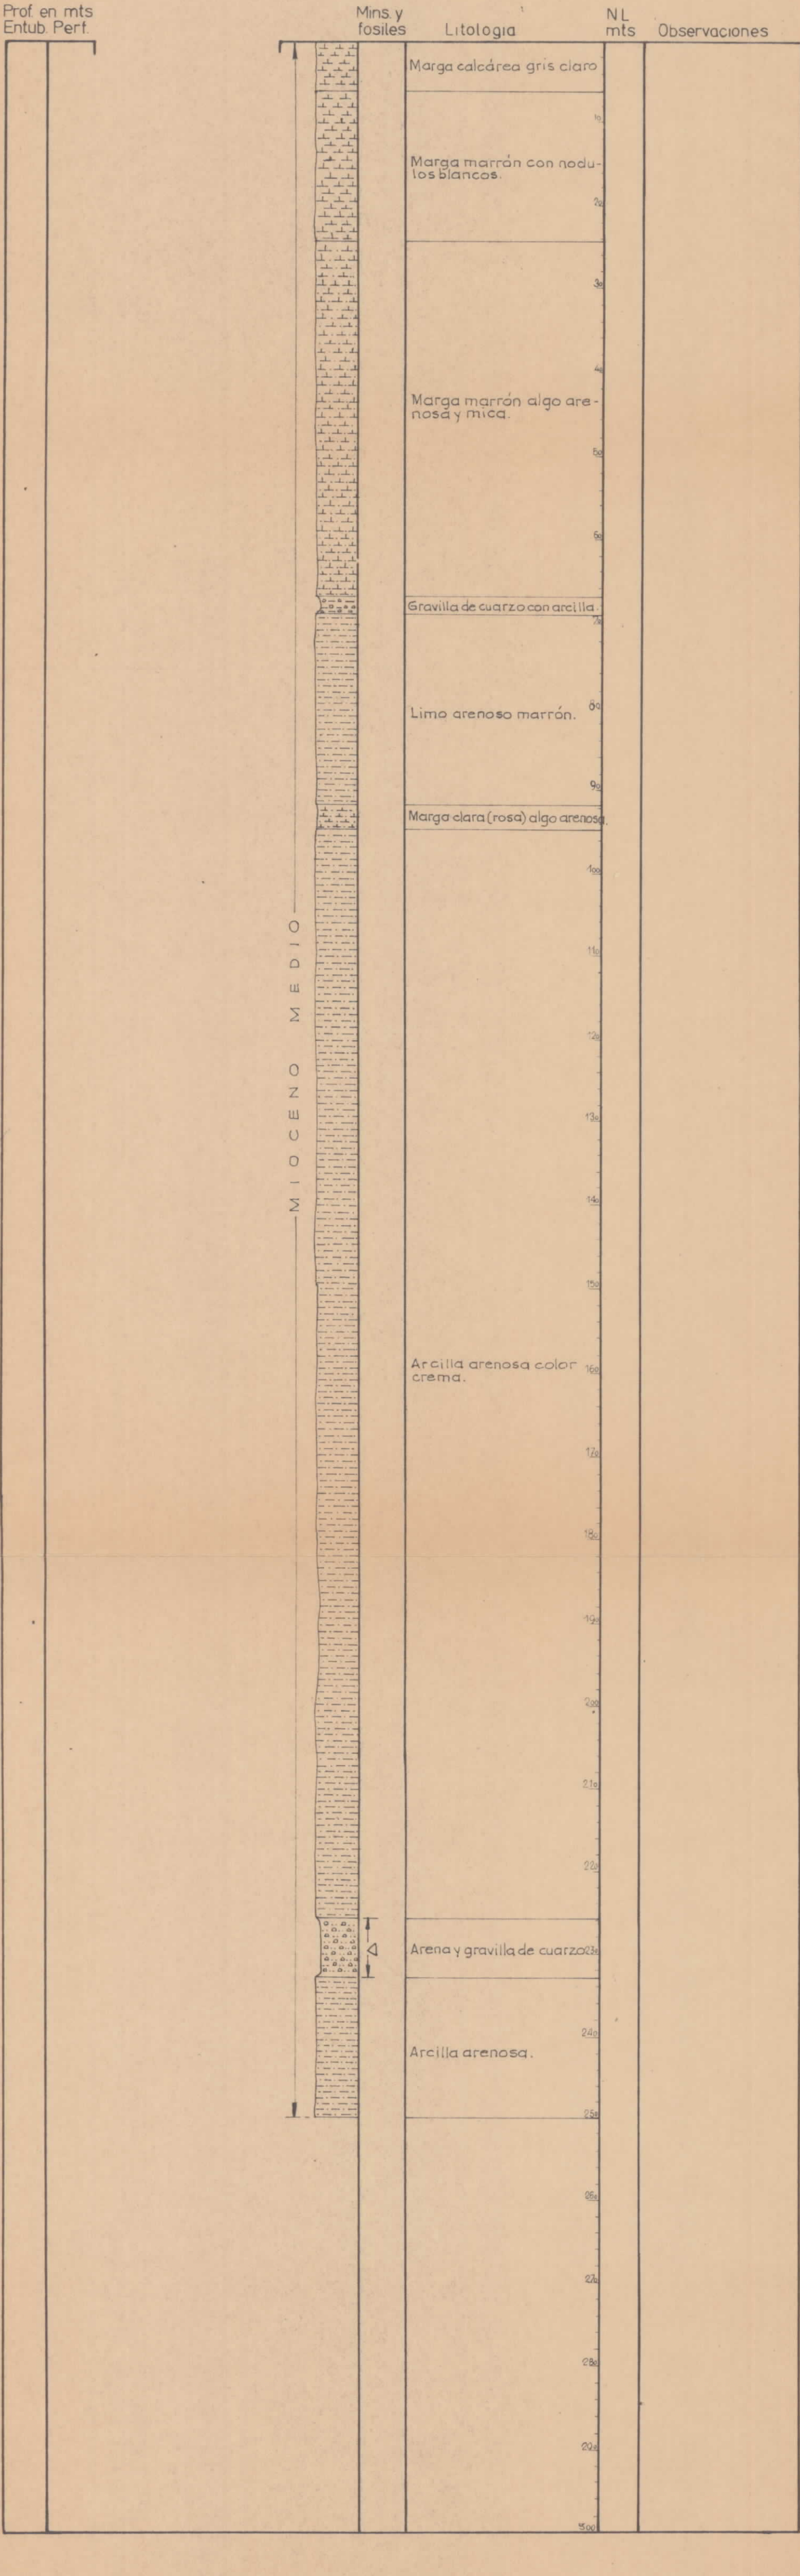 Prof. en mts
Entub. Perf.
Mins. y
fosiles
Litologia
NL
mts
Observaciones
Marga calcárea gris claro
10
Marga marrón con nodu-
los blancos.
20
30
40
Marga marrón algo are-
nosa y mica.
50
60
Gravilla de cuarzo con arcilla.
70
80
Limo arenoso marrón.
90
Marga clara (rosa) algo arenosa.
100
110
MIOCENO MEDIO
120
130
140
150
Arcilla arenosa color
crema.
160
170
180
190
200
210
220
Arena y gravilla de cuarzo
230
240
Arcilla arenosa.
250
260
270
280
290
300